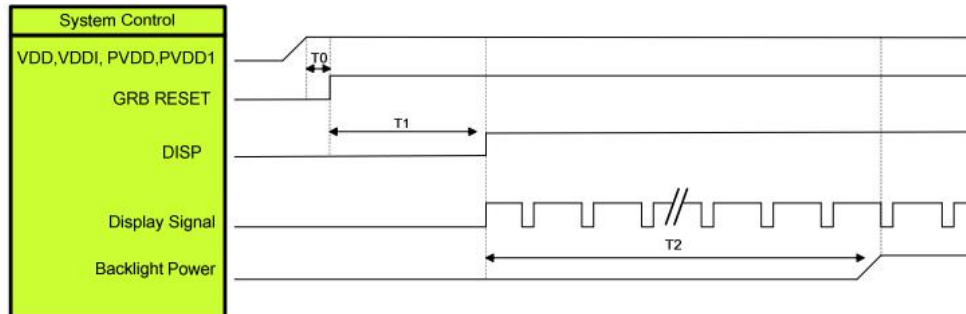 System Control
VDD,VDDI, PVDD,PVDD1
T0
GRB RESET
T1
DISP
Display Signal
T2
Backlight Power